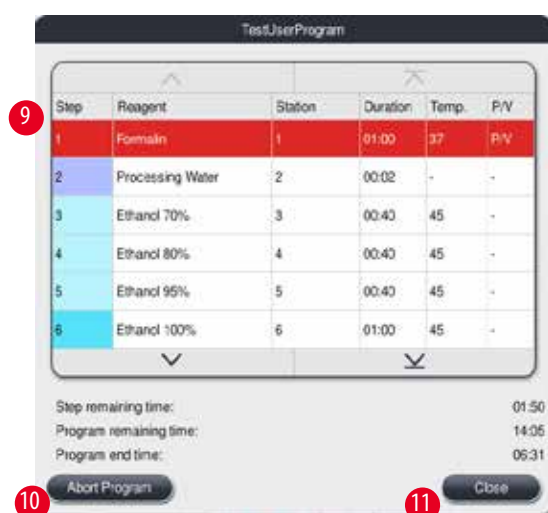 TestUserProgram
Step Reagent Station Duration Temp. P/V
9
1 Formalin 1 01:00 37 P/V
2 Processing Water 2 00:02 - -
3 Ethanol 70% 3 00:40 45 -
4 Ethanol 80% 4 00:40 45 -
5 Ethanol 95% 5 00:40 45 -
6 Ethanol 100% 6 01:00 45 -
Step remaining time: 01:50
Program remaining time: 14:05
Program end time: 06:31
Abort Program Close
10 11